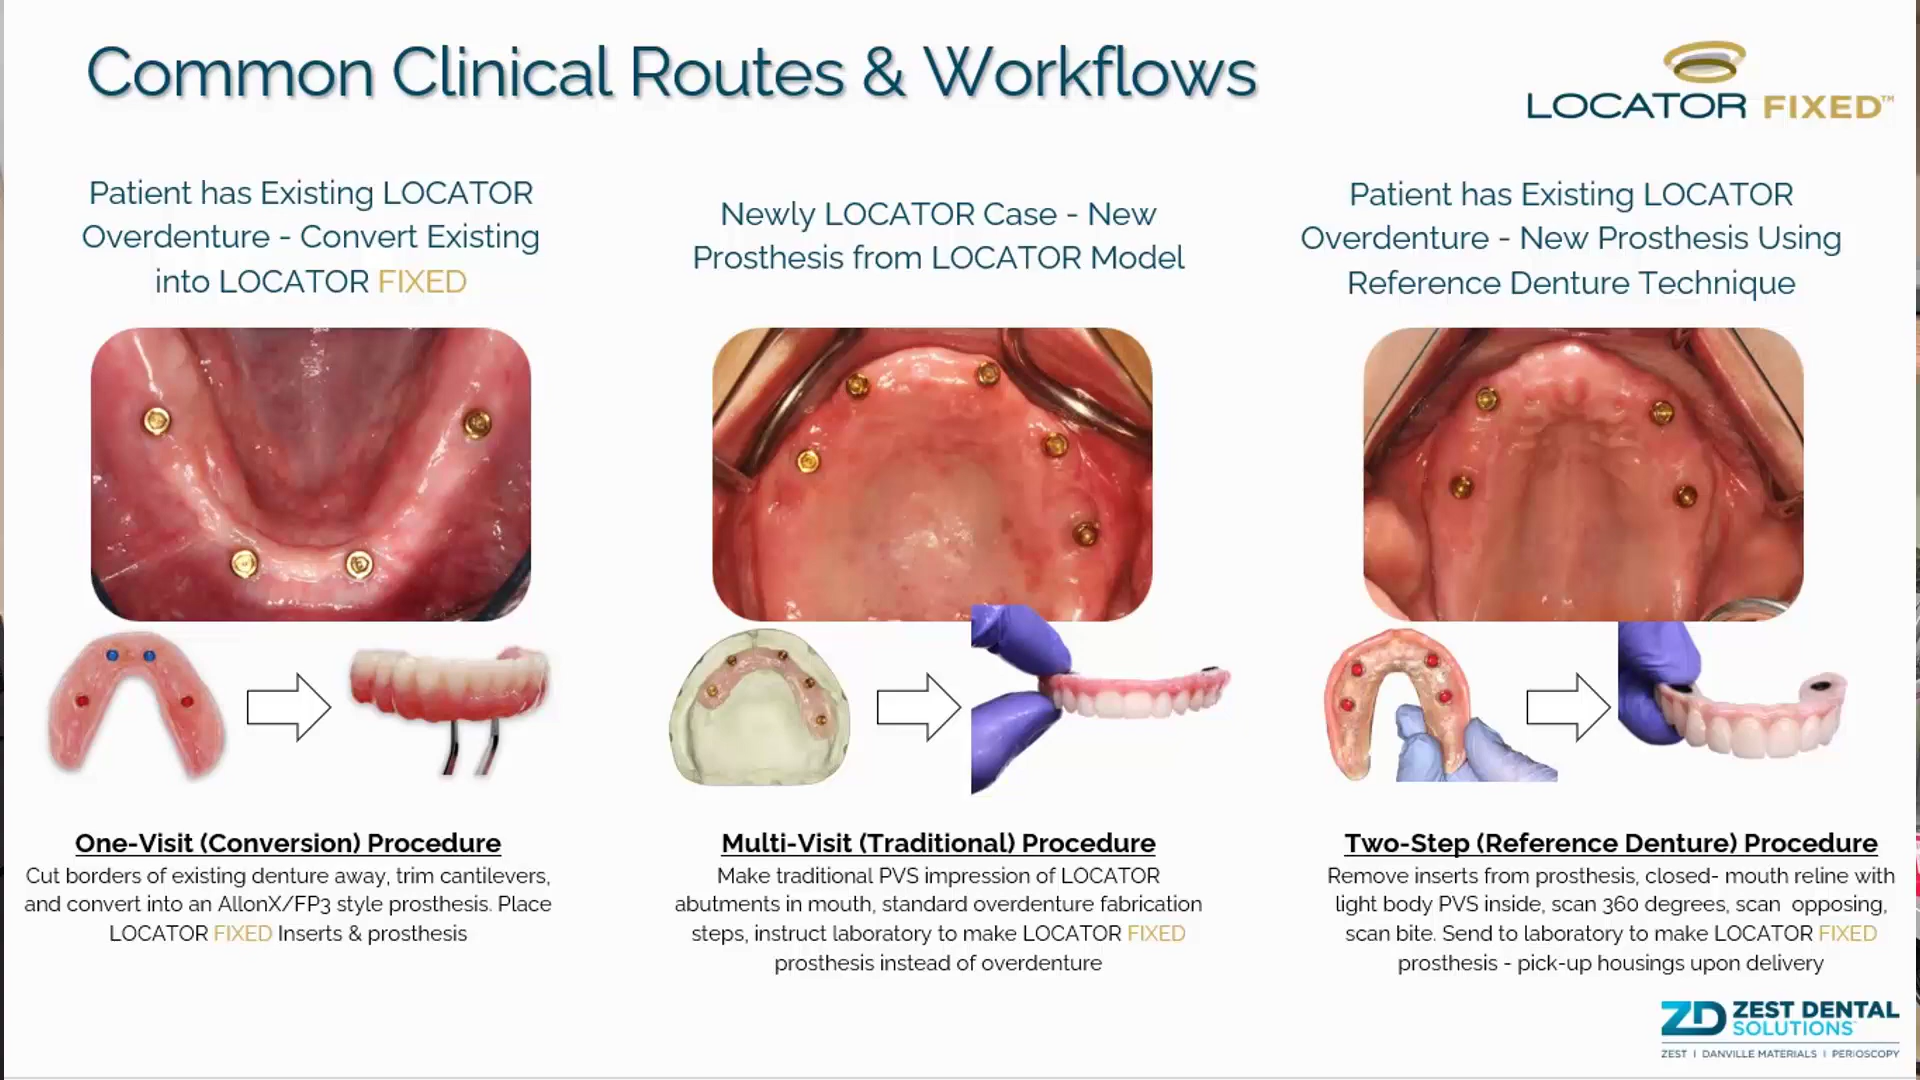 Common Clinical Routes & Workflows
LOCATOR FIXED™
Patient has Existing LOCATOR
Overdenture - Convert Existing
into LOCATOR FIXED
Newly LOCATOR Case - New
Prosthesis from LOCATOR Model
Patient has Existing LOCATOR
Overdenture - New Prosthesis Using
Reference Denture Technique
One-Visit (Conversion) Procedure
Cut borders of existing denture away, trim cantilevers,
and convert into an AllonX/FP3 style prosthesis. Place
LOCATOR FIXED Inserts & prosthesis
Multi-Visit (Traditional) Procedure
Make traditional PVS impression of LOCATOR
abutments in mouth, standard overdenture fabrication
steps, instruct laboratory to make LOCATOR FIXED
prosthesis instead of overdenture
Two-Step (Reference Denture) Procedure
Remove inserts from prosthesis, closed- mouth reline with
light body PVS inside, scan 360 degrees, scan opposing,
scan bite. Send to laboratory to make LOCATOR FIXED
prosthesis - pick-up housings upon delivery
ZD ZEST DENTAL
SOLUTIONS™
ZEST | DANVILLE MATERIALS | PERIOSCOPY